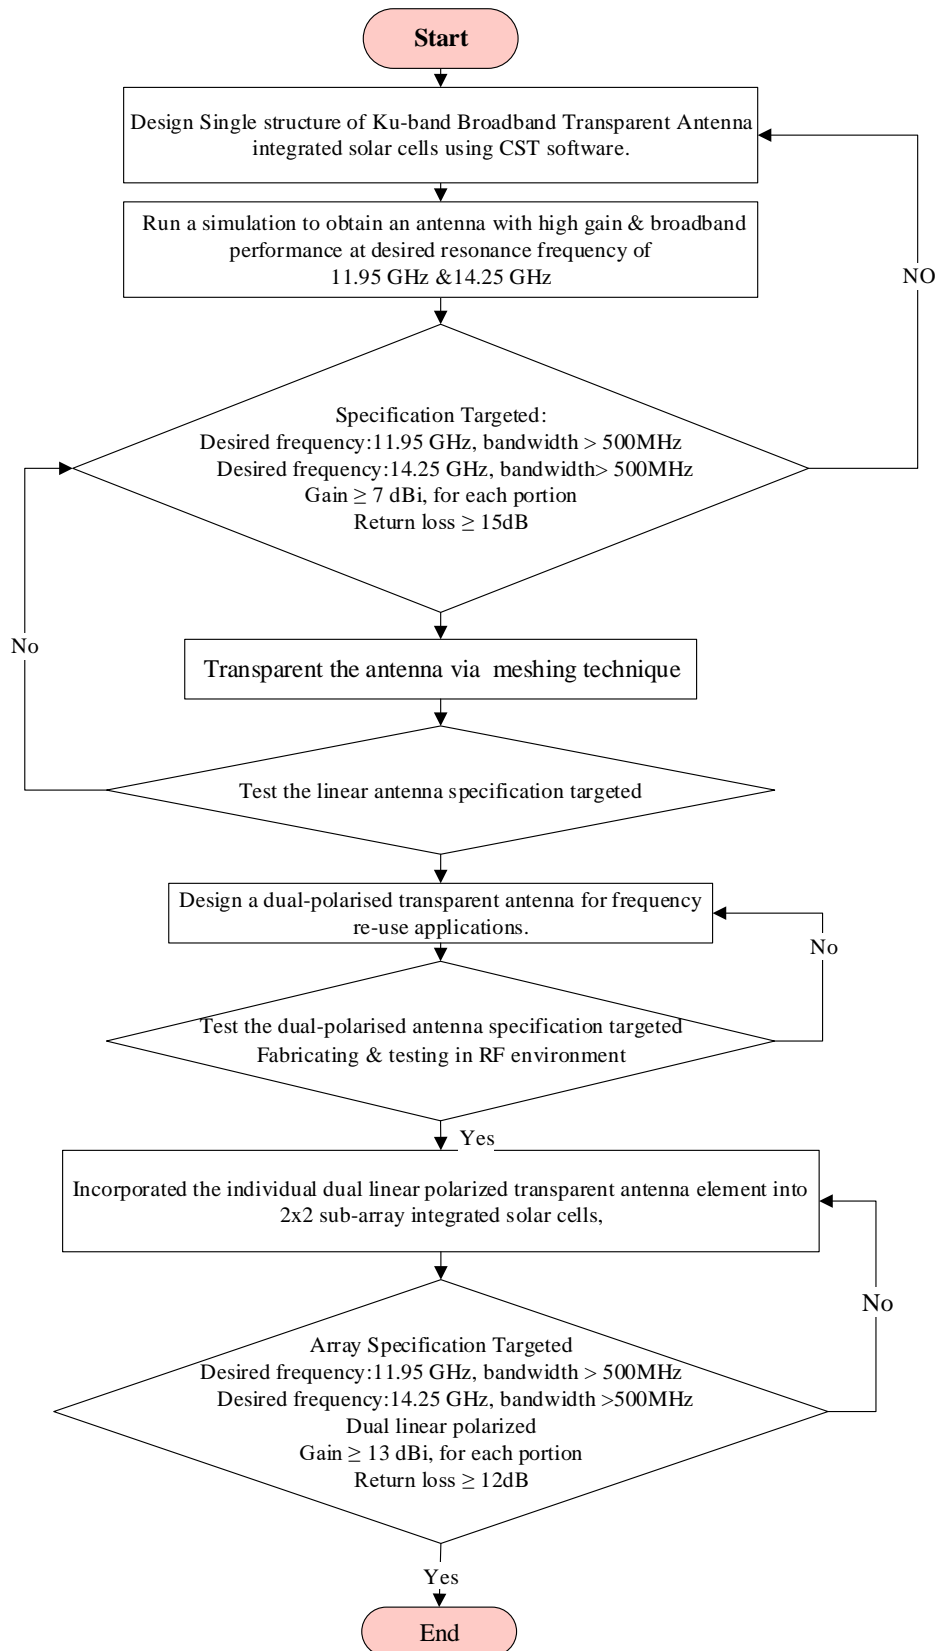 Start
Design Single structure of Ku-band Broadband Transparent Antenna
integrated solar cells using CST software.
Run a simulation to obtain an antenna with high gain & broadband
performance at desired resonance frequency of
11.95 GHz &14.25 GHz
NO
Specification Targeted:
Desired frequency:11.95 GHz, bandwidth > 500MHz
Desired frequency:14.25 GHz, bandwidth> 500MHz
Gain ≥ 7 dBi, for each portion
Return loss ≥ 15dB
No
Transparent the antenna via meshing technique
Test the linear antenna specification targeted
Design a dual-polarised transparent antenna for frequency
re-use applications.
No
Test the dual-polarised antenna specification targeted
Fabricating & testing in RF environment
Yes
Incorporated the individual dual linear polarized transparent antenna element into
2x2 sub-array integrated solar cells,
No
Array Specification Targeted
Desired frequency:11.95 GHz, bandwidth > 500MHz
Desired frequency:14.25 GHz, bandwidth >500MHz
Dual linear polarized
Gain ≥ 13 dBi, for each portion
Return loss ≥ 12dB
Yes
End